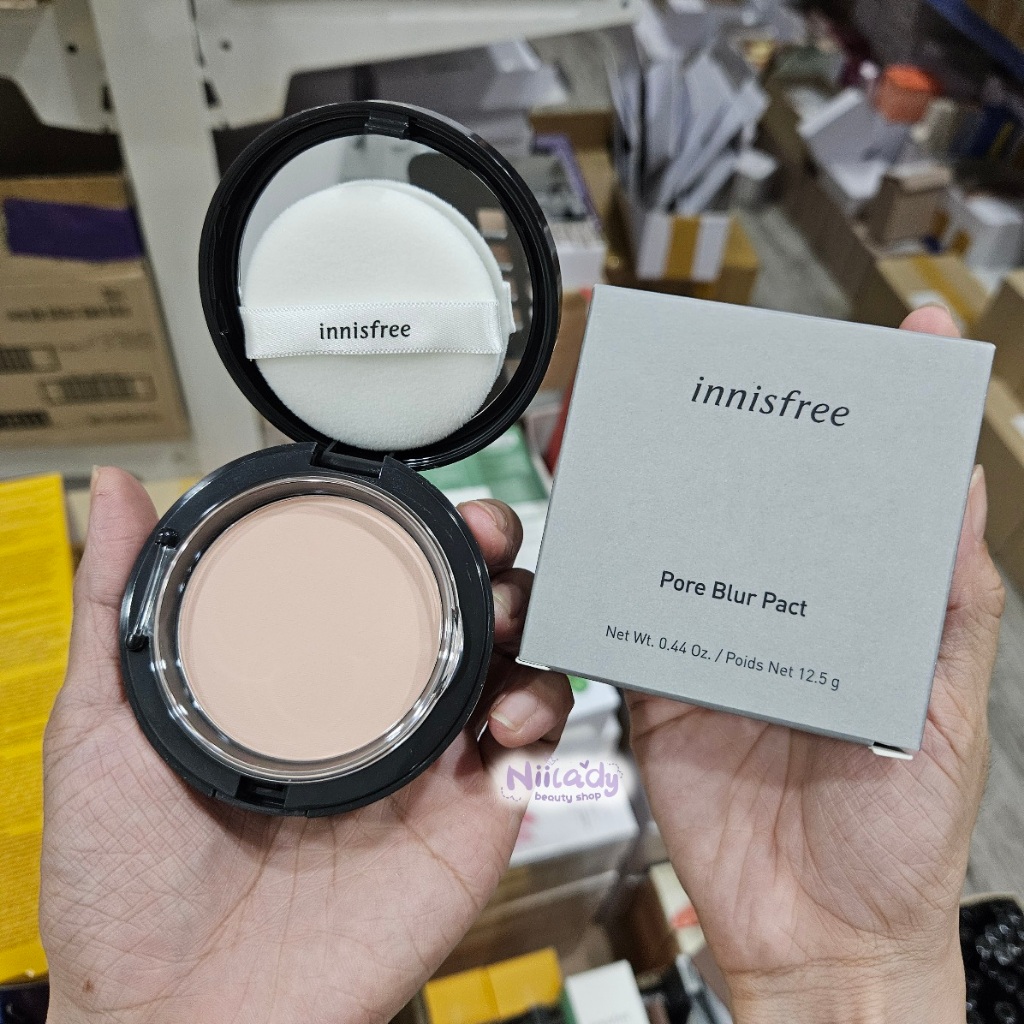 innisfree
innisfree
Pore Blur Pact
Net Wt. 0.44 Oz. / Poids Net 12.5 g
Niilady
beauty shop